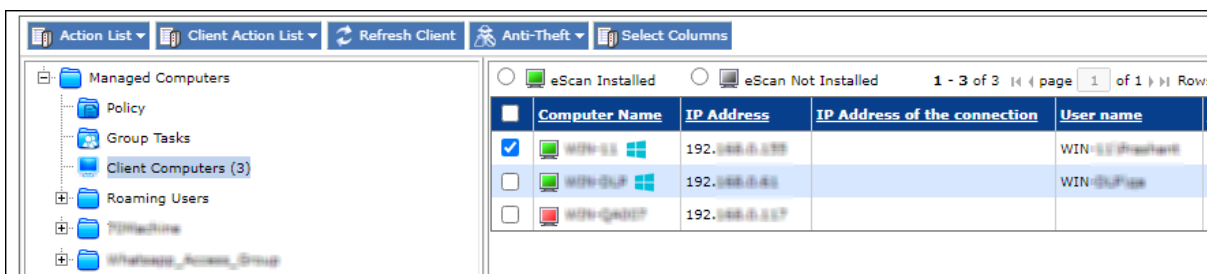 Action List Client Action List Refresh Client Anti-Theft Select Columns
Managed Computers
Policy
Group Tasks
Client Computers (3)
Roaming Users
eScan Installed eScan Not Installed 1 - 3 of 3 page 1 of 1 Rows
Computer Name IP Address IP Address of the connection User name
192. WIN-
192. WIN-
192.